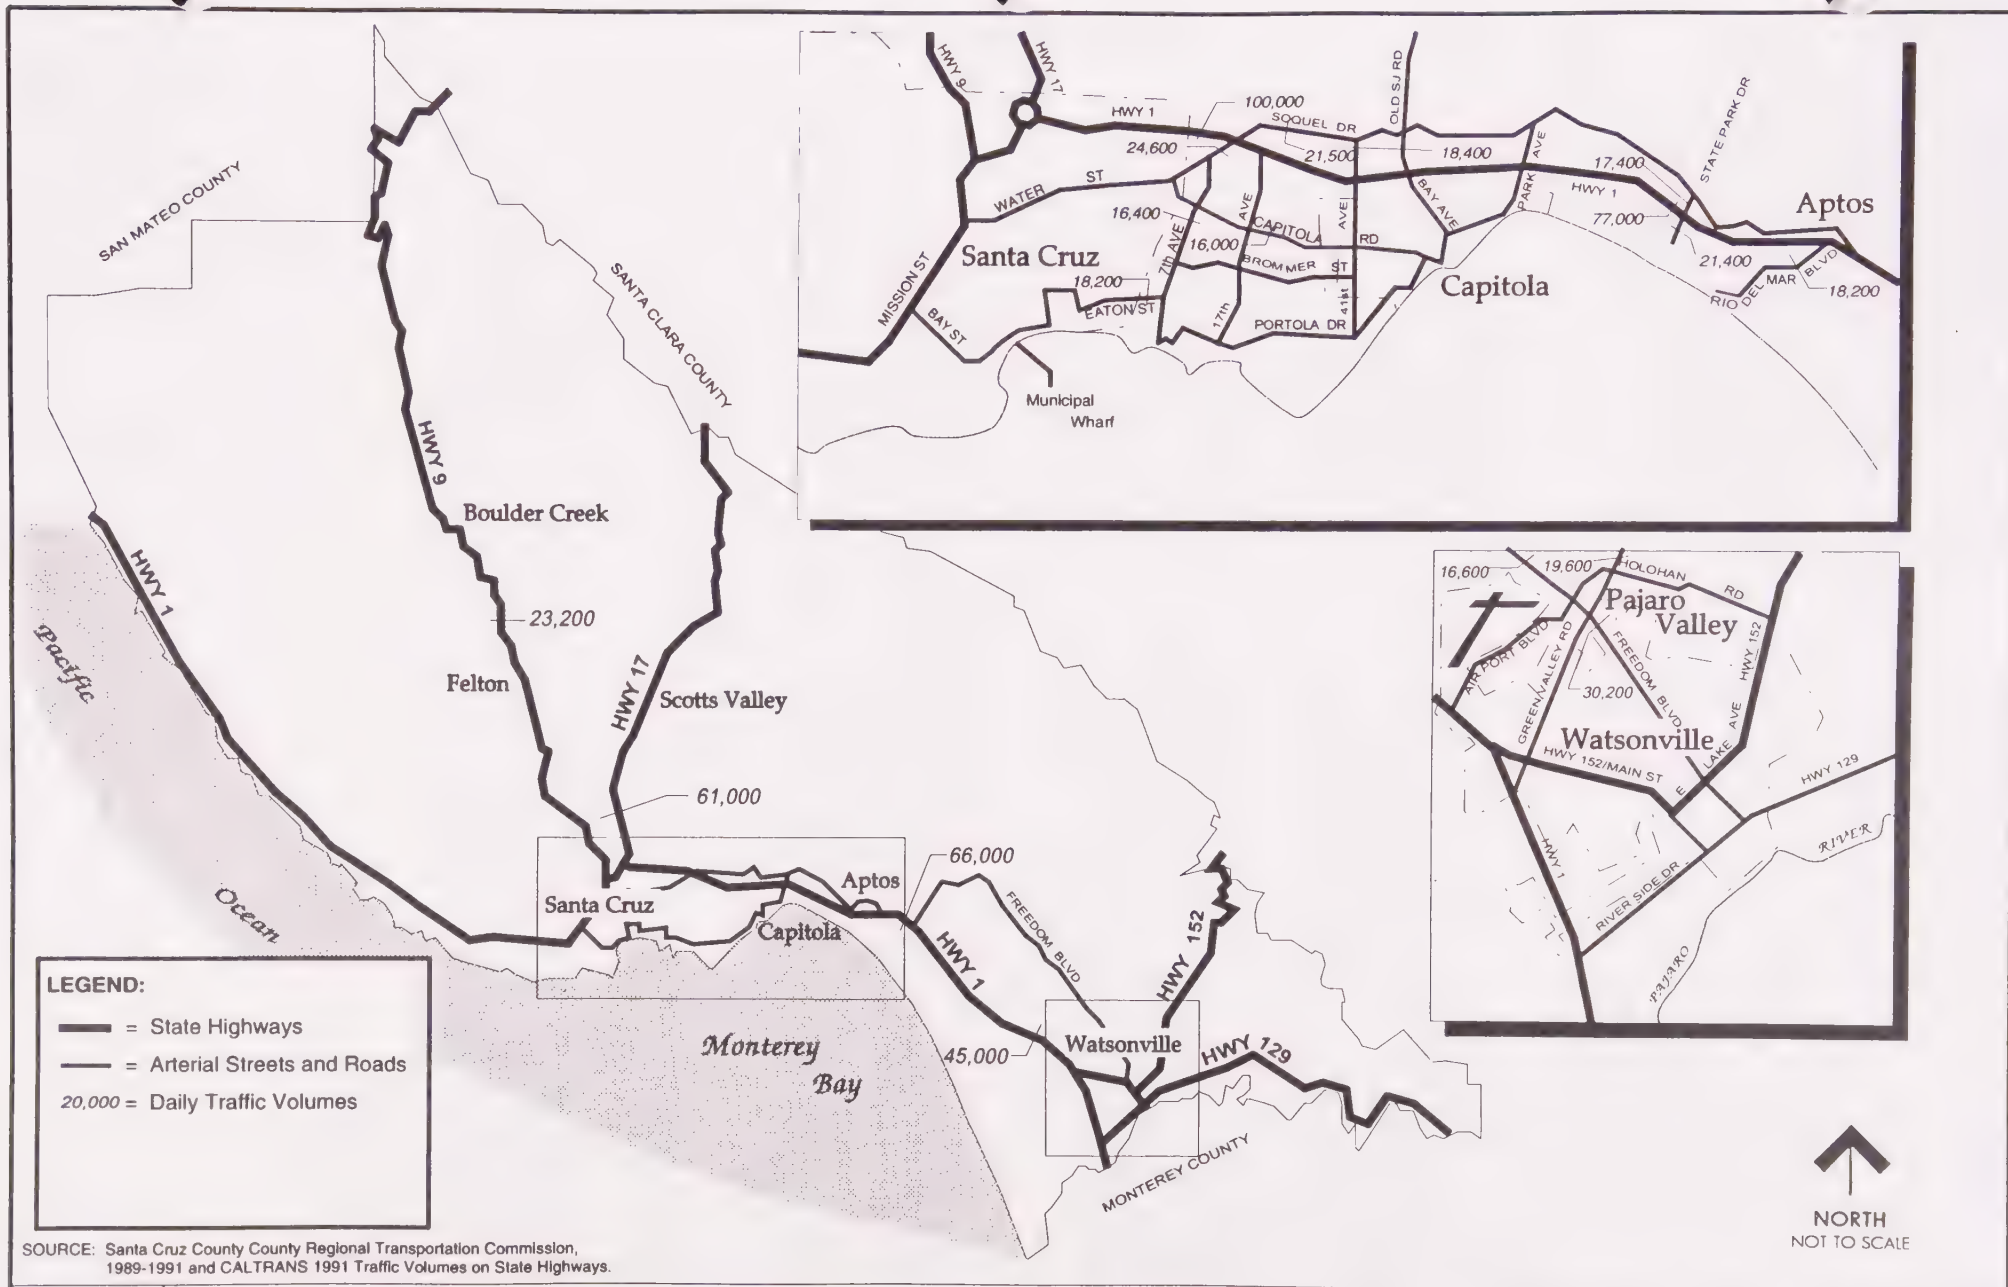 SAN MATEO COUNTY
SANTA CLARA COUNTY
HWY 9
Boulder Creek
HWY 1
23,200
Felton
HWY 17
Scotts Valley
61,000
Pacific
Ocean
Santa Cruz
Capitola
Aptos
66,000
FREEDOM BLVD
HWY 1
HWY 152
45,000
Watsonville
HWY 129
Monterey
Bay
MONTEREY COUNTY
HWY 9
HWY 17
HWY 1
100,000
SOQUEL DR
OLD SJ RD
STATE PARK DR
24,600
21,500
18,400
PARK AVE
17,400
HWY 1
77,000
Aptos
WATER ST
16,400
7th AVE
17th AVE
CAPITOLA RD
16,000
41st AVE
BAY AVE
BROMMER ST
Santa Cruz
MISSION ST
18,200
EATON ST
BAY ST
PORTOLA DR
Capitola
21,400
RIO DEL MAR BLVD
18,200
Municipal
Wharf
16,600
19,600
HOLOHAN RD
Pajaro
Valley
AIRPORT BLVD
GREEN VALLEY RD
FREEDOM BLVD
HWY 152
30,200
Watsonville
HWY 152/MAIN ST
E LAKE AVE
HWY 129
HWY 1
RIVER SIDE DR
PAJARO RIVER
LEGEND:
= State Highways
= Arterial Streets and Roads
20,000 = Daily Traffic Volumes
SOURCE: Santa Cruz County County Regional Transportation Commission,
1989-1991 and CALTRANS 1991 Traffic Volumes on State Highways.
NORTH
NOT TO SCALE